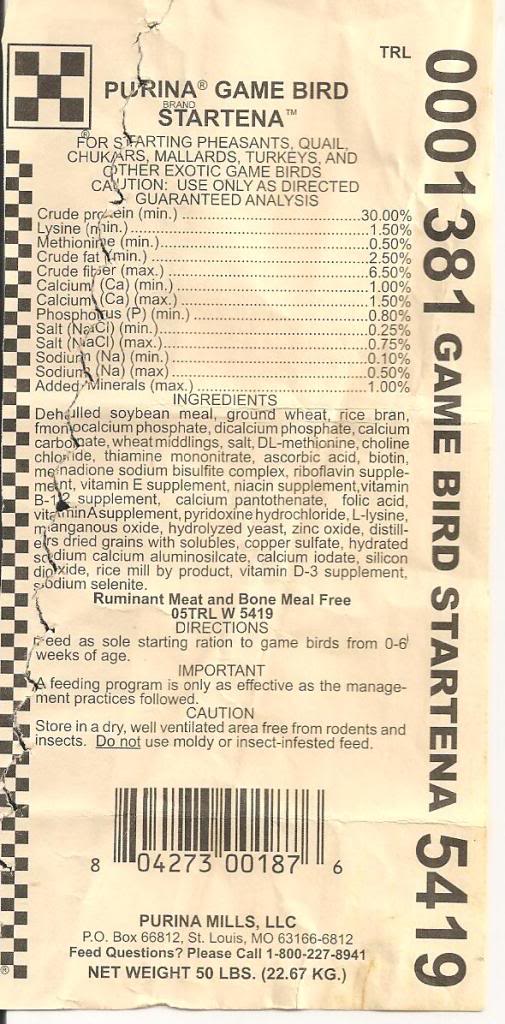 TRL
PURINA® GAME BIRD
BRAND
STARTENA™
FOR STARTING PHEASANTS, QUAIL,
CHUKARS, MALLARDS, TURKEYS, AND
OTHER EXOTIC GAME BIRDS
CAUTION: USE ONLY AS DIRECTED
GUARANTEED ANALYSIS
Crude protein (min.) ............ 30.00%
Lysine (min.) ............ 1.50%
Methionine (min.) ............ 0.50%
Crude fat (min.) ............ 2.50%
Crude fiber (max.) ............ 6.50%
Calcium (Ca) (min.) ............ 1.00%
Calcium (Ca) (max.) ............ 1.50%
Phosphorus (P) (min.) ............ 0.80%
Salt (NaCl) (min.) ............ 0.25%
Salt (NaCl) (max.) ............ 0.75%
Sodium (Na) (min.) ............ 0.10%
Sodium (Na) (max) ............ 0.50%
Added Minerals (max.) ............ 1.00%
INGREDIENTS
Dehulled soybean meal, ground wheat, rice bran,
fmonocalcium phosphate, dicalcium phosphate, calcium
carbonate, wheat middlings, salt, DL-methionine, choline
chloride, thiamine mononitrate, ascorbic acid, biotin,
menadione sodium bisulfite complex, riboflavin supple-
ment, vitamin E supplement, niacin supplement, vitamin
B-12 supplement, calcium pantothenate, folic acid,
vitamin A supplement, pyridoxine hydrochloride, L-lysine,
manganous oxide, hydrolyzed yeast, zinc oxide, distill-
ers dried grains with solubles, copper sulfate, hydrated
sodium calcium aluminosilcate, calcium iodate, silicon
dioxide, rice mill by product, vitamin D-3 supplement,
sodium selenite.
Ruminant Meat and Bone Meal Free
05TRL W 5419
DIRECTIONS
Feed as sole starting ration to game birds from 0-6
weeks of age.
IMPORTANT
A feeding program is only as effective as the manage-
ment practices followed.
CAUTION
Store in a dry, well ventilated area free from rodents and
insects. Do not use moldy or insect-infested feed.
8 04273 00187 6
PURINA MILLS, LLC
P.O. Box 66812, St. Louis, MO 63166-6812
Feed Questions? Please Call 1-800-227-8941
NET WEIGHT 50 LBS. (22.67 KG.)
0001381 GAME BIRD STARTENA 5419